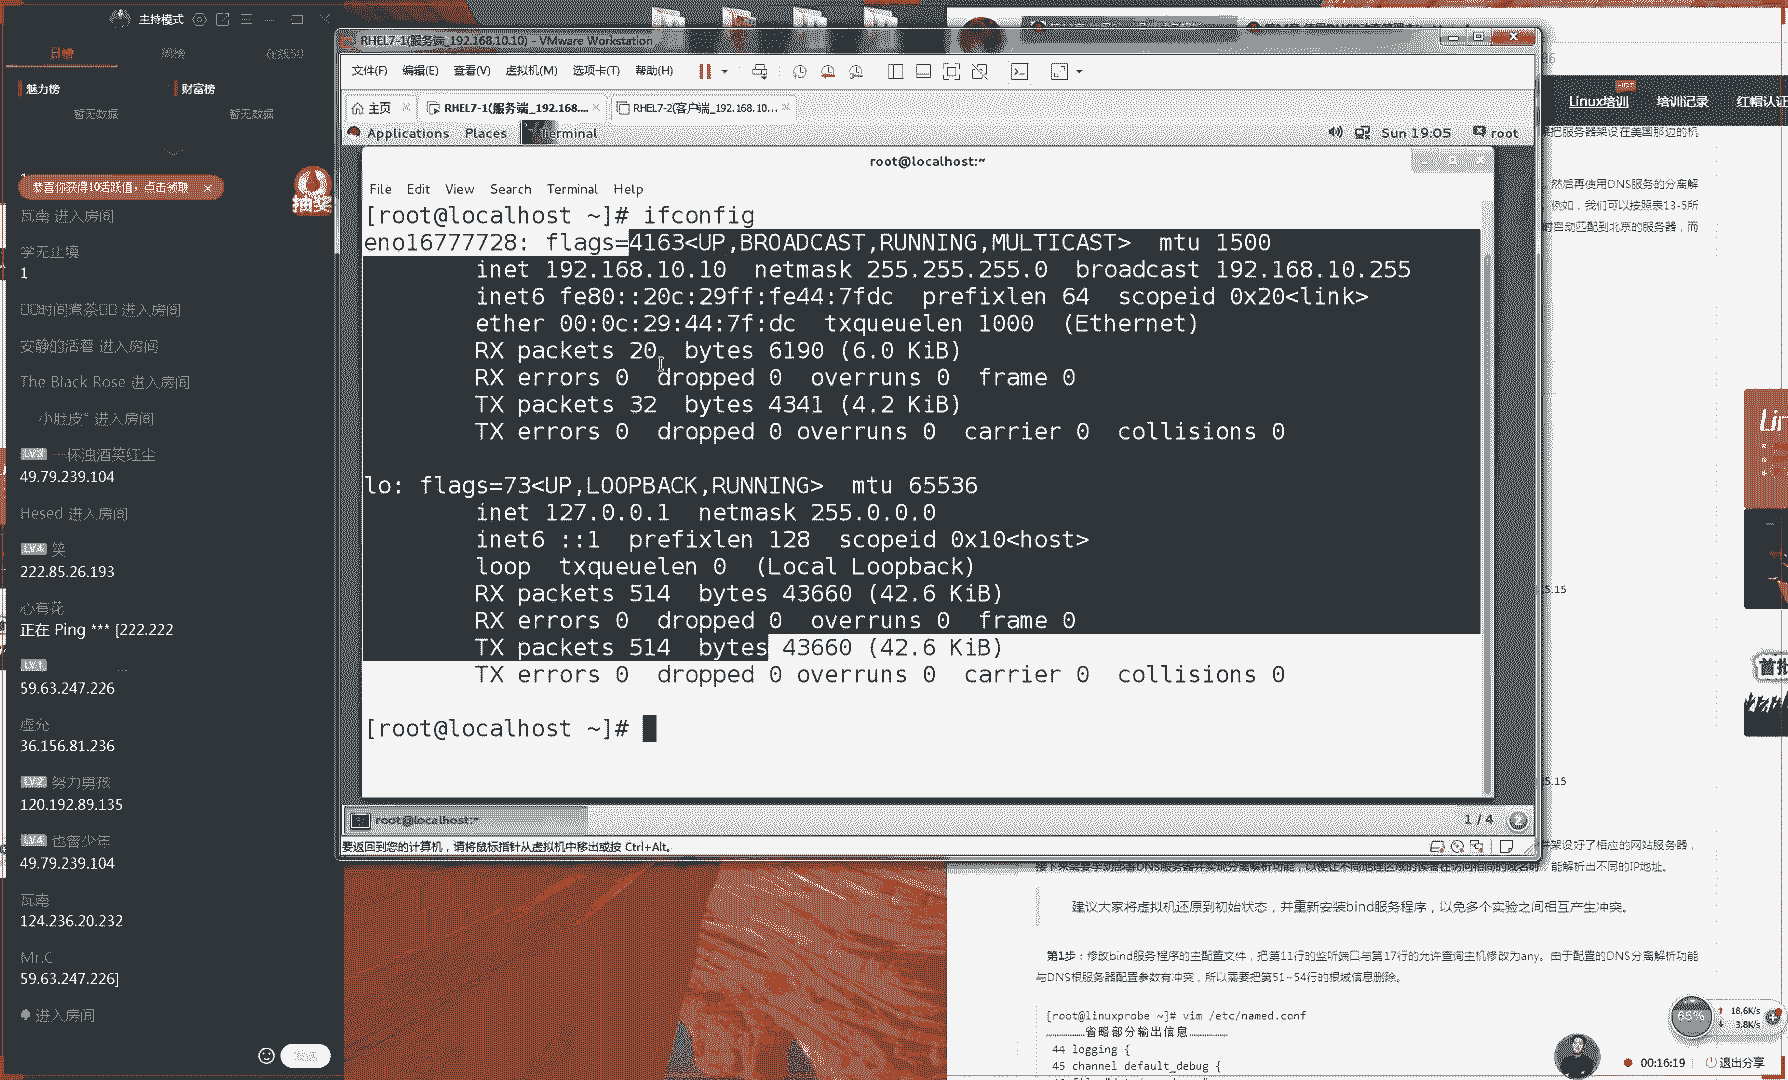 主持模式
日榜
在线59
魅力榜
财富榜
暂无数据
暂无数据
1
恭喜你获得10活跃值，点击领取
抽奖
瓦南 进入房间
学无止境
1
时间煮茶 进入房间
安静的活着 进入房间
The Black Rose 进入房间
小肚皮° 进入房间
一杯浊酒笑红尘
49.79.239.104
Hesed 进入房间
LV4 笑
222.85.26.193
心有花
正在 Ping *** [222.222
LV1
59.63.247.226
虚允
36.156.81.236
LV2 努力男孩
120.192.89.135
LV4 也曾少年
49.79.239.104
瓦南
124.236.20.232
Mr.C
59.63.247.226]
进入房间
发送
RHEL7-1(服务端_192.168.10.10) - VMware Workstation
文件(F) 编辑(E) 查看(V) 虚拟机(M) 选项卡(T) 帮助(H)
主页
RHEL7-1(服务端_192.168....
RHEL7-2(客户端_192.168.10...
Applications Places Terminal
Sun 19:05 root
root@localhost:~
File Edit View Search Terminal Help
[root@localhost ~]# ifconfig
eno16777728: flags=4163<UP,BROADCAST,RUNNING,MULTICAST> mtu 1500
inet 192.168.10.10 netmask 255.255.255.0 broadcast 192.168.10.255
inet6 fe80::20c:29ff:fe44:7fdc prefixlen 64 scopeid 0x20<link>
ether 00:0c:29:44:7f:dc txqueuelen 1000 (Ethernet)
RX packets 20 bytes 6190 (6.0 KiB)
RX errors 0 dropped 0 overruns 0 frame 0
TX packets 32 bytes 4341 (4.2 KiB)
TX errors 0 dropped 0 overruns 0 carrier 0 collisions 0
lo: flags=73<UP,LOOPBACK,RUNNING> mtu 65536
inet 127.0.0.1 netmask 255.0.0.0
inet6 ::1 prefixlen 128 scopeid 0x10<host>
loop txqueuelen 0 (Local Loopback)
RX packets 514 bytes 43660 (42.6 KiB)
RX errors 0 dropped 0 overruns 0 frame 0
TX packets 514 bytes 43660 (42.6 KiB)
TX errors 0 dropped 0 overruns 0 carrier 0 collisions 0
[root@localhost ~]#
root@localhost:~
1 / 4
要返回到您的计算机，请将鼠标指针从虚拟机中移出或按 Ctrl+Alt。
Linux培训 培训记录 红帽认证
把服务器架设在美国那边的机
然后再使用DNS服务的分离解
例如，我们可以按照表13-5所
时自动匹配到北京的服务器，而
5.15
5.15
架设好了相应的网站服务器，
能解析出不同的IP地址。
建议大家将虚拟机还原到初始状态，并重新安装bind服务程序，以免多个实验之间相互产生冲突。
第1步：修改bind服务程序的主配置文件，把第11行的监听端口与第17行的允许查询主机修改为any。由于配置的DNS分离解析功能
与DNS根服务器配置参数有冲突，所以需要把第51~54行的根域信息删除。
[root@linuxprobe ~]# vim /etc/named.conf
………………省略部分输出信息………………
44 logging {
45 channel default_debug {
首批
65%
18.6K/s
3.8K/s
00:16:19
退出分享